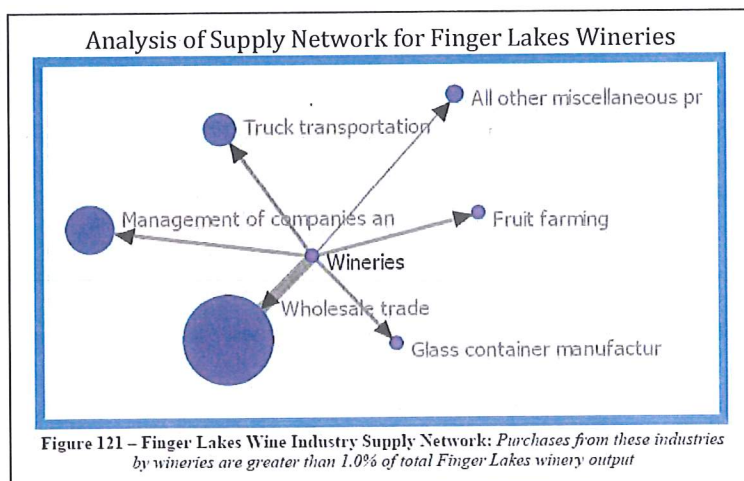 Analysis of Supply Network for Finger Lakes Wineries
All other miscellaneous pr
Truck transportation
Management of companies an
Fruit farming
Wineries
Wholesale trade
Glass container manufactur
Figure 121 – Finger Lakes Wine Industry Supply Network: Purchases from these industries
by wineries are greater than 1.0% of total Finger Lakes winery output